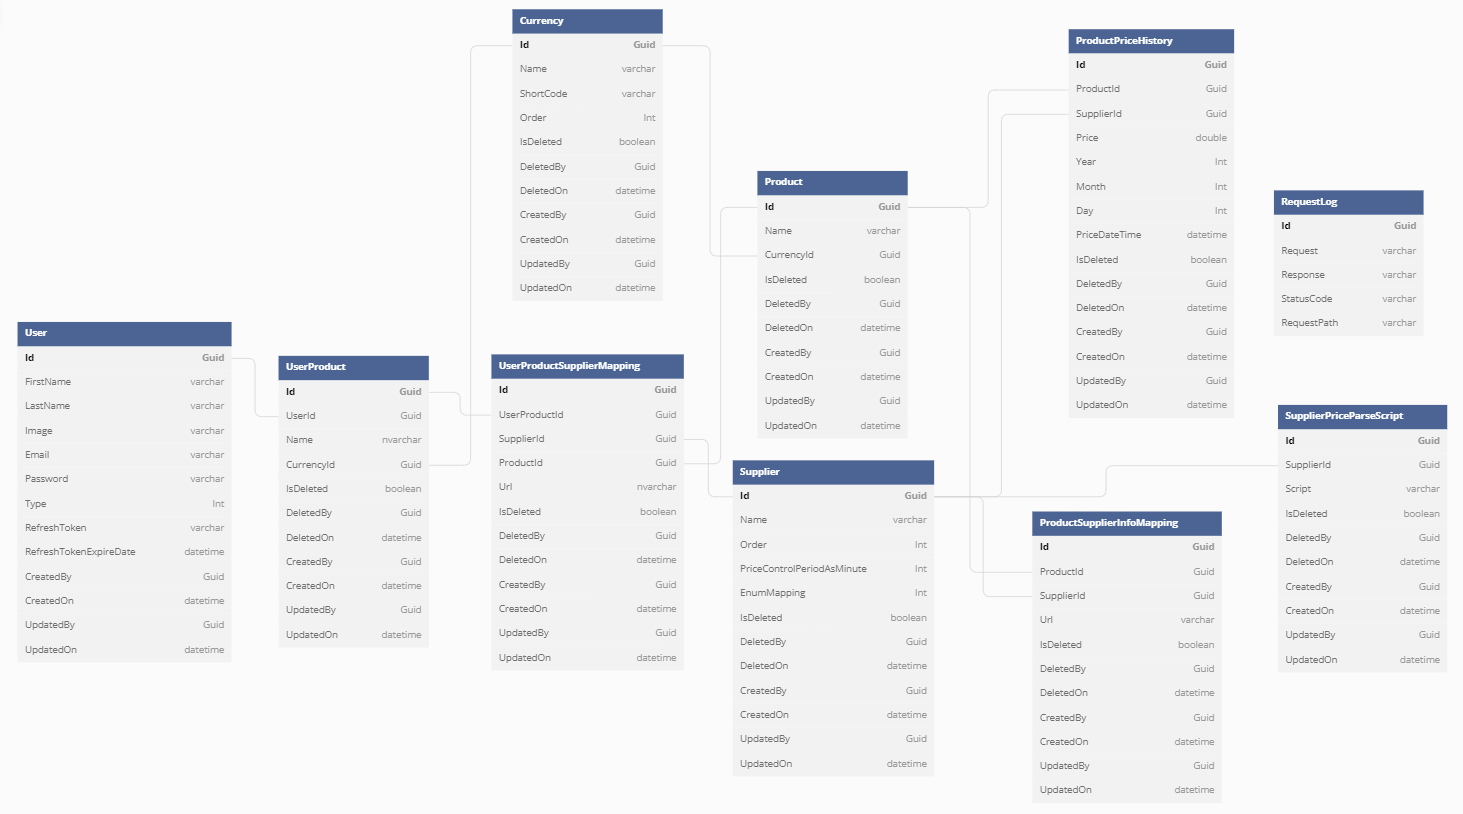 Currency
Id Guid
Name varchar
ShortCode varchar
Order Int
IsDeleted boolean
DeletedBy Guid
DeletedOn datetime
CreatedBy Guid
CreatedOn datetime
UpdatedBy Guid
UpdatedOn datetime
ProductPriceHistory
Id Guid
ProductId Guid
SupplierId Guid
Price double
Year Int
Month Int
Day Int
PriceDateTime datetime
IsDeleted boolean
DeletedBy Guid
DeletedOn datetime
CreatedBy Guid
CreatedOn datetime
UpdatedBy Guid
UpdatedOn datetime
Product
Id Guid
Name varchar
CurrencyId Guid
IsDeleted boolean
DeletedBy Guid
DeletedOn datetime
CreatedBy Guid
CreatedOn datetime
UpdatedBy Guid
UpdatedOn datetime
RequestLog
Id Guid
Request varchar
Response varchar
StatusCode varchar
RequestPath varchar
User
Id Guid
FirstName varchar
LastName varchar
Image varchar
Email varchar
Password varchar
Type Int
RefreshToken varchar
RefreshTokenExpireDate datetime
CreatedBy Guid
CreatedOn datetime
UpdatedBy Guid
UpdatedOn datetime
UserProduct
Id Guid
UserId Guid
Name nvarchar
CurrencyId Guid
IsDeleted boolean
DeletedBy Guid
DeletedOn datetime
CreatedBy Guid
CreatedOn datetime
UpdatedBy Guid
UpdatedOn datetime
UserProductSupplierMapping
Id Guid
UserProductId Guid
SupplierId Guid
ProductId Guid
Url nvarchar
IsDeleted boolean
DeletedBy Guid
DeletedOn datetime
CreatedBy Guid
CreatedOn datetime
UpdatedBy Guid
UpdatedOn datetime
Supplier
Id Guid
Name varchar
Order Int
PriceControlPeriodAsMinute Int
EnumMapping Int
IsDeleted boolean
DeletedBy Guid
DeletedOn datetime
CreatedBy Guid
CreatedOn datetime
UpdatedBy Guid
UpdatedOn datetime
ProductSupplierInfoMapping
Id Guid
ProductId Guid
SupplierId Guid
Url varchar
IsDeleted boolean
DeletedBy Guid
DeletedOn datetime
CreatedBy Guid
CreatedOn datetime
UpdatedBy Guid
UpdatedOn datetime
SupplierPriceParseScript
Id Guid
SupplierId Guid
Script varchar
IsDeleted boolean
DeletedBy Guid
DeletedOn datetime
CreatedBy Guid
CreatedOn datetime
UpdatedBy Guid
UpdatedOn datetime